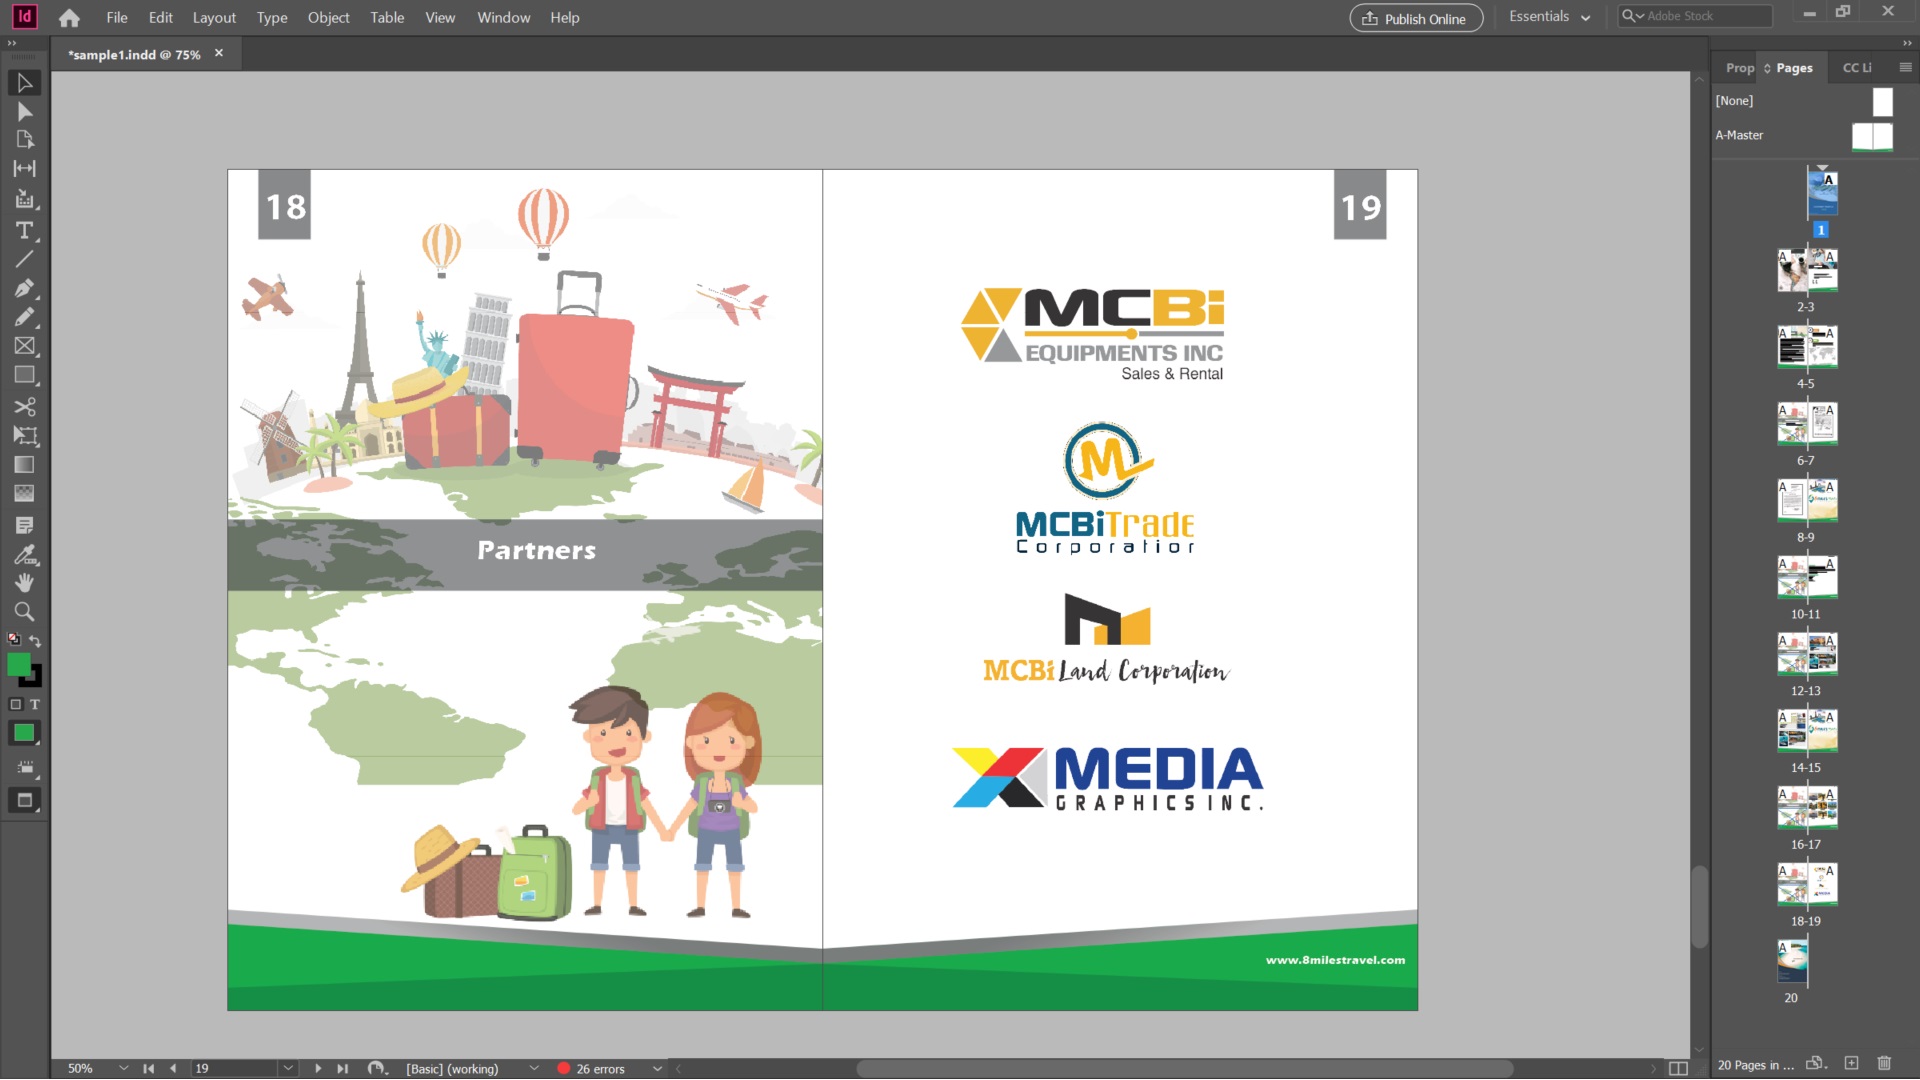 Id File Edit Layout Type Object Table View Window Help
Publish Online Essentials Adobe Stock
*sample1.indd @ 75%
Prop Pages CC Li
[None]
A-Master
18
19
MCBi
EQUIPMENTS INC
Sales & Rental
M
MCBiTrade
Corporation
Partners
MCBi Land Corporation
X MEDIA
GRAPHICS INC.
www.8milestravel.com
A
1
A A
2-3
A A
4-5
A A
6-7
A A
8-9
A A
10-11
A A
12-13
A A
14-15
A A
16-17
A A
18-19
A
20
T
T
50% 19 [Basic] (working) 26 errors
20 Pages in ...